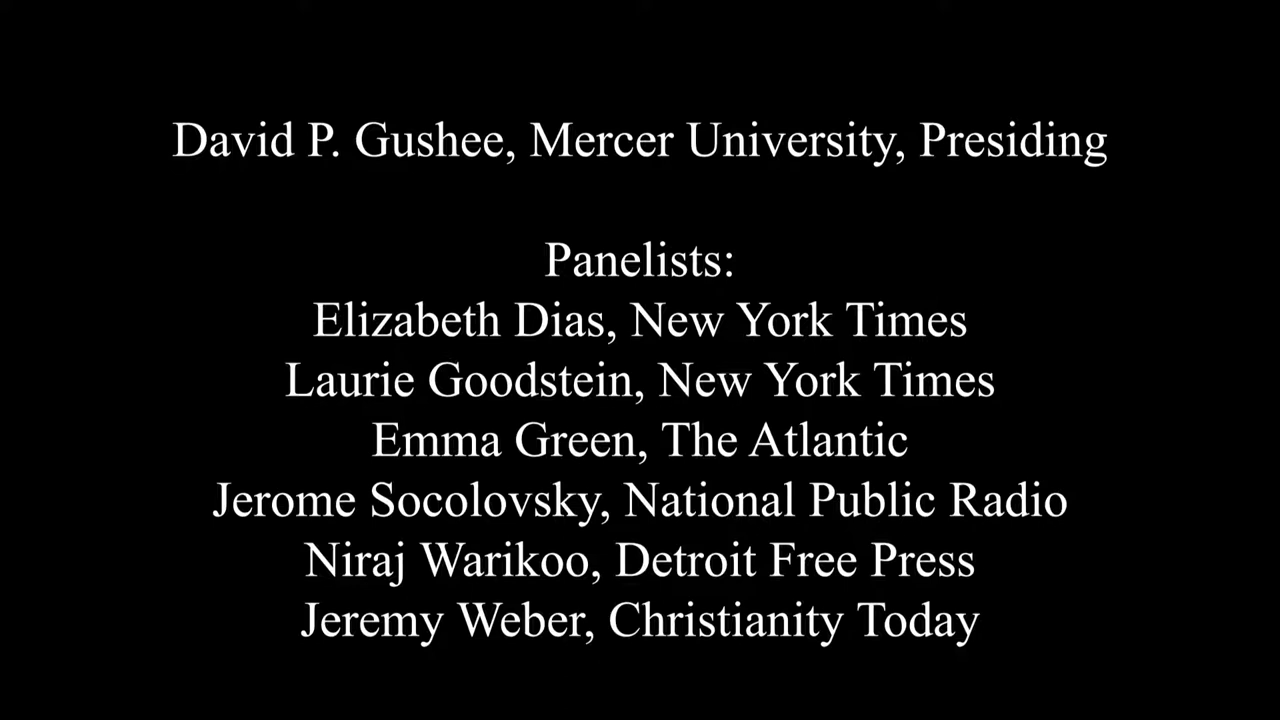 David P. Gushee, Mercer University, Presiding
Panelists:
Elizabeth Dias, New York Times
Laurie Goodstein, New York Times
Emma Green, The Atlantic
Jerome Socolovsky, National Public Radio
Niraj Warikoo, Detroit Free Press
Jeremy Weber, Christianity Today